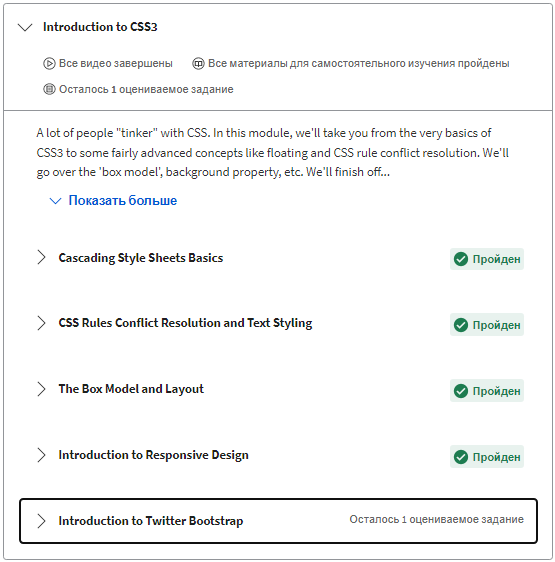 Introduction to CSS3
Все видео завершены Все материалы для самостоятельного изучения пройдены
Осталось 1 оцениваемое задание
A lot of people "tinker" with CSS. In this module, we'll take you from the very basics of
CSS3 to some fairly advanced concepts like floating and CSS rule conflict resolution. We'll
go over the 'box model', background property, etc. We'll finish off...
Показать больше
Cascading Style Sheets Basics Пройден
CSS Rules Conflict Resolution and Text Styling Пройден
The Box Model and Layout Пройден
Introduction to Responsive Design Пройден
Introduction to Twitter Bootstrap Осталось 1 оцениваемое задание